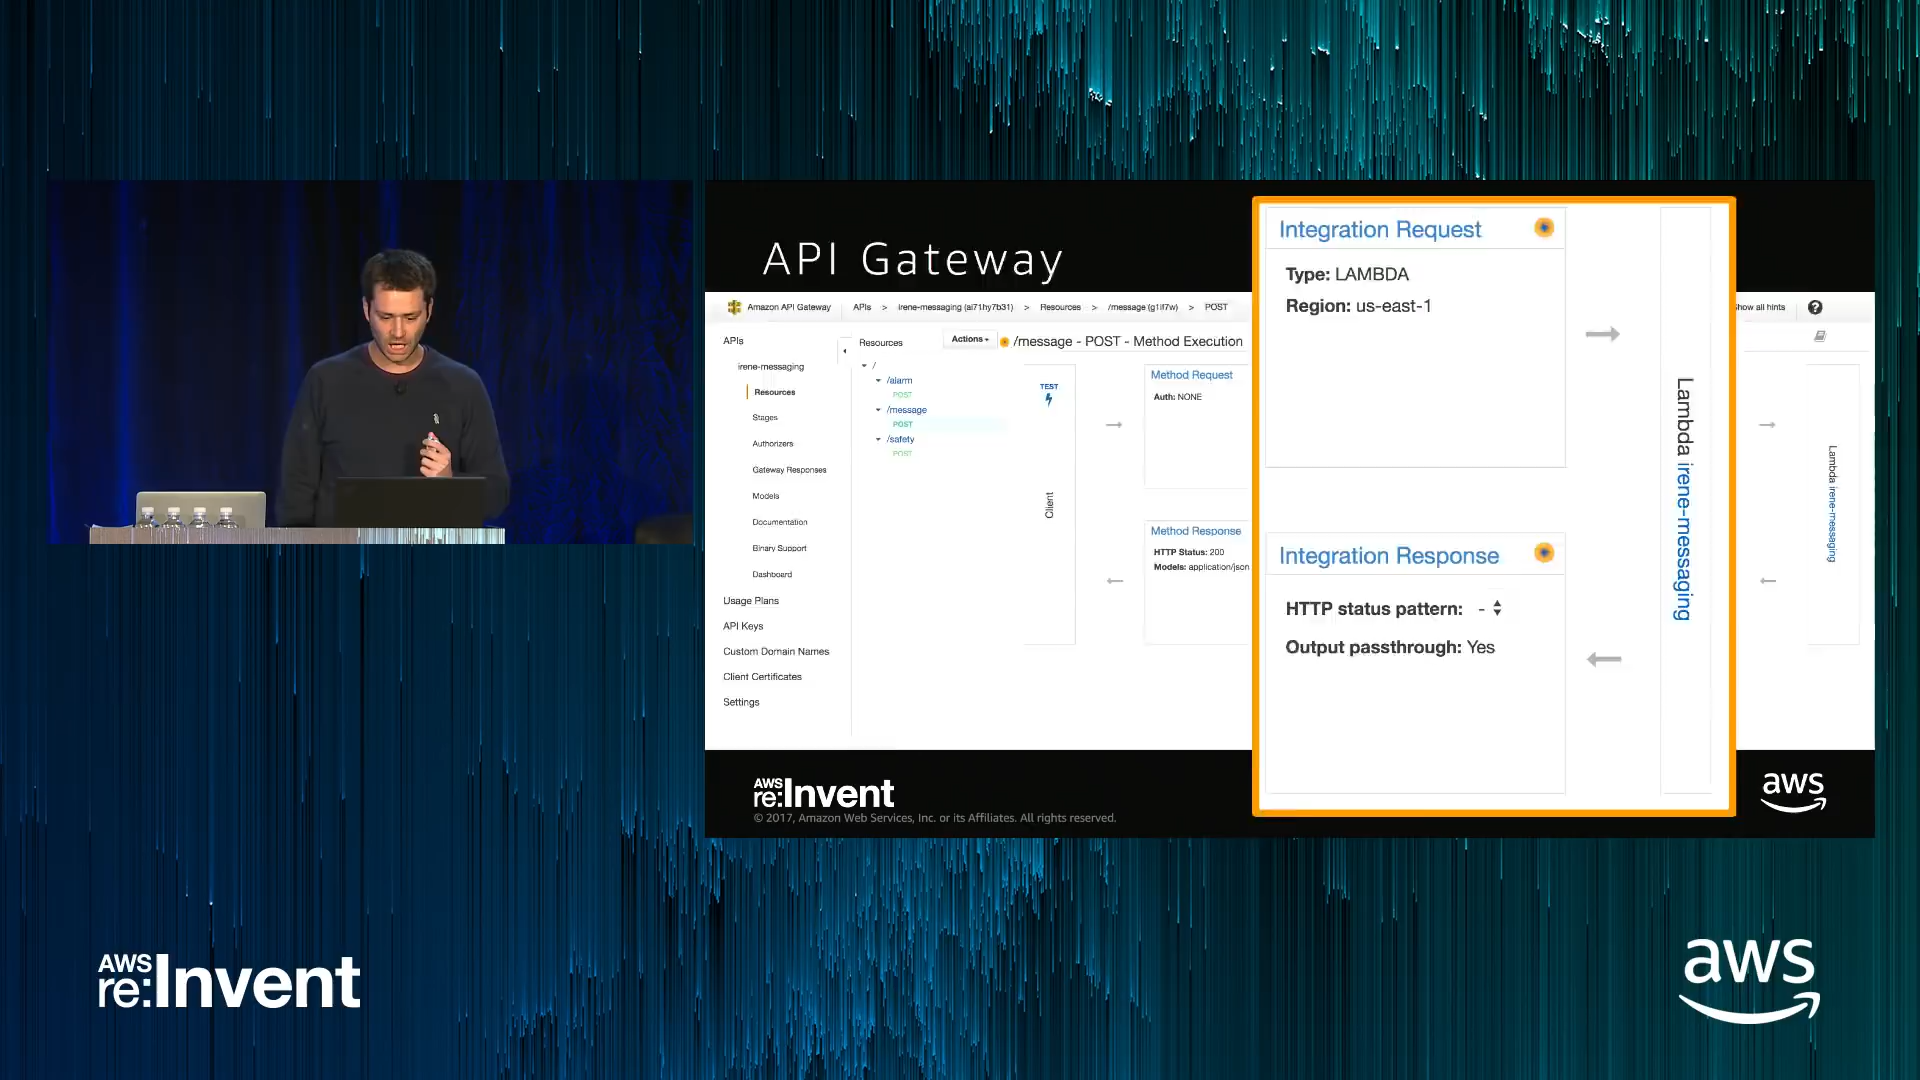 API Gateway
Amazon API Gateway
APIs > irene-messaging (ai71hy7b31) > Resources > /message (g1lf7w) > POST
Show all hints
?
APIs
irene-messaging
Resources
Stages
Authorizers
Gateway Responses
Models
Documentation
Binary Support
Dashboard
Usage Plans
API Keys
Custom Domain Names
Client Certificates
Settings
Resources
Actions
/
/alarm
POST
/message
POST
/safety
POST
/message - POST - Method Execution
TEST
Client
Method Request
Auth: NONE
Method Response
HTTP Status: 200
Models: application/json
Integration Request
Type: LAMBDA
Region: us-east-1
Integration Response
HTTP status pattern: -
Output passthrough: Yes
Lambda irene-messaging
Lambda irene-messaging
AWS
re:Invent
© 2017, Amazon Web Services, Inc. or its Affiliates. All rights reserved.
aws
AWS
re:Invent
aws